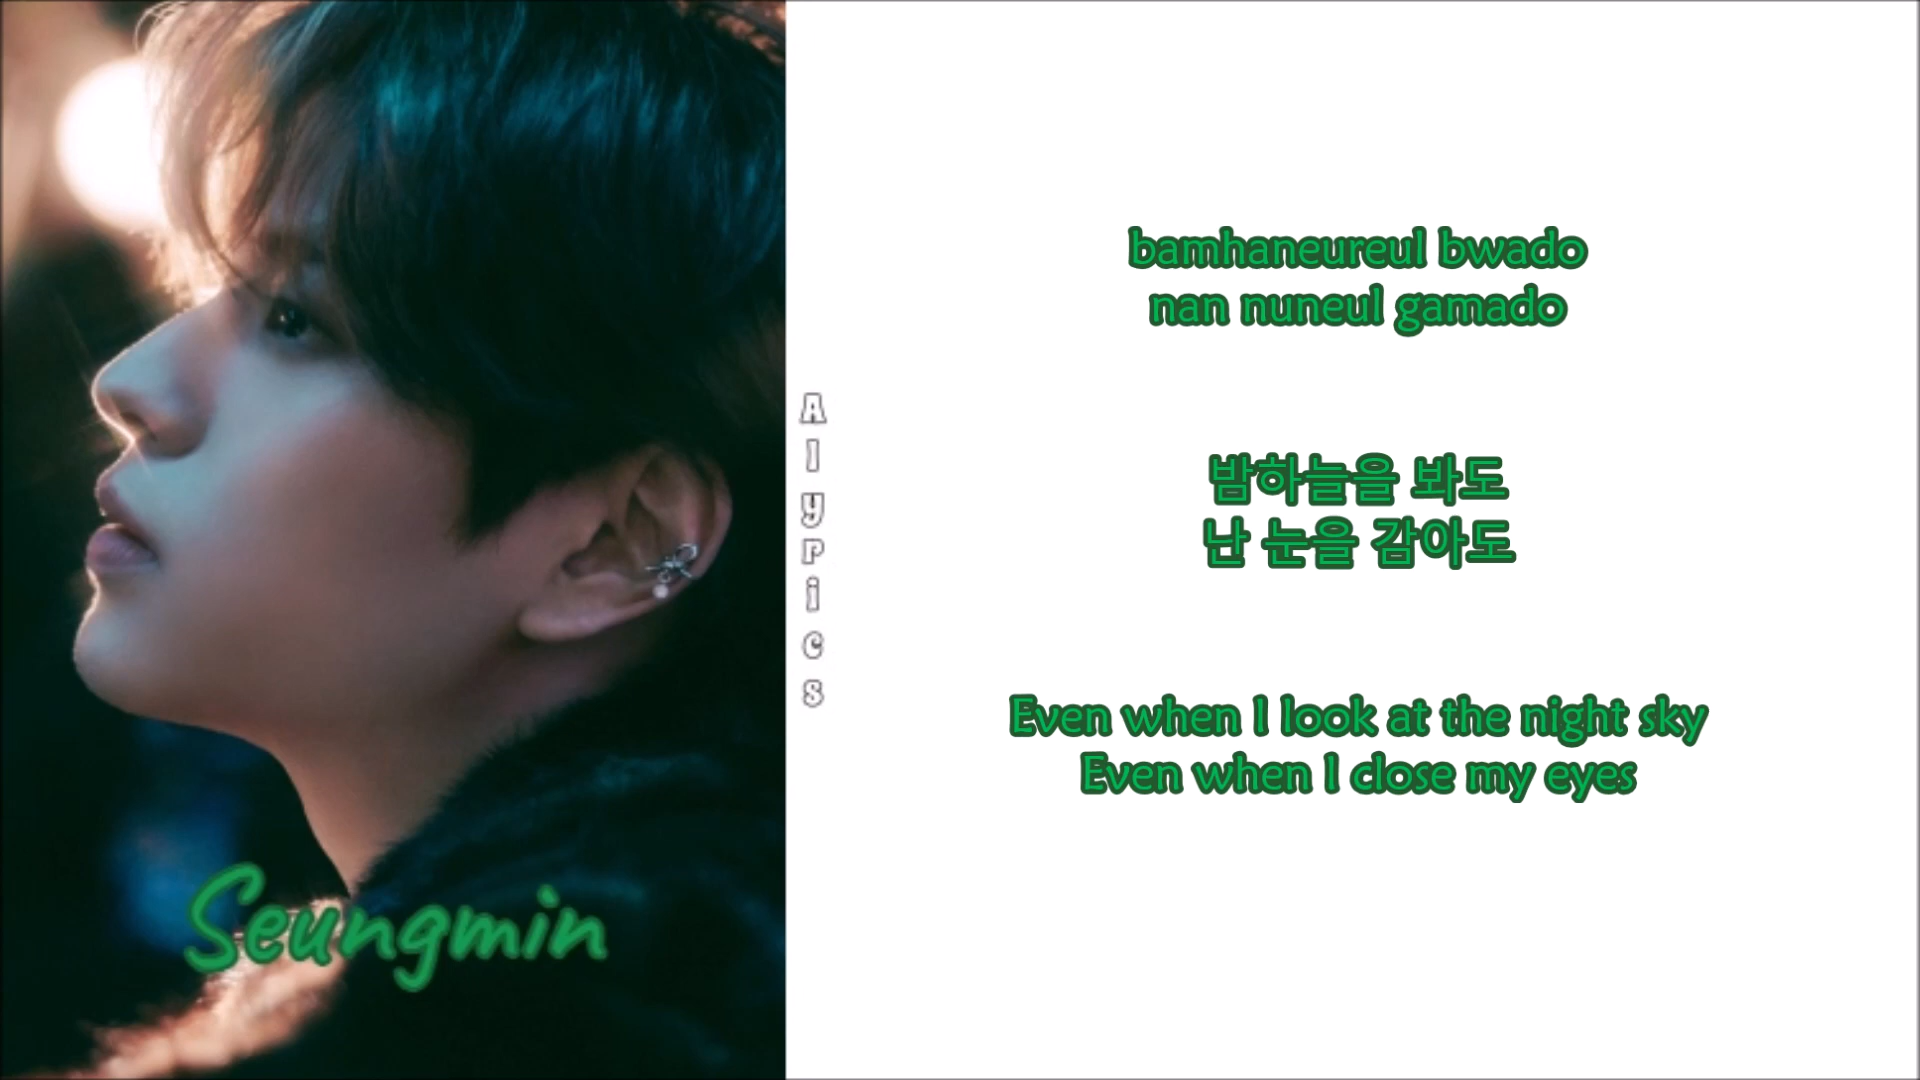 Seungmin
Alyrics
bamhaneureul bwado
nan nuneul gamado
밤하늘을 봐도
난 눈을 감아도
Even when I look at the night sky
Even when I close my eyes